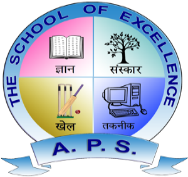 THE SCHOOL OF EXCELLENCE
ज्ञान
संस्कार
खेल
तकनीक
A. P. S.